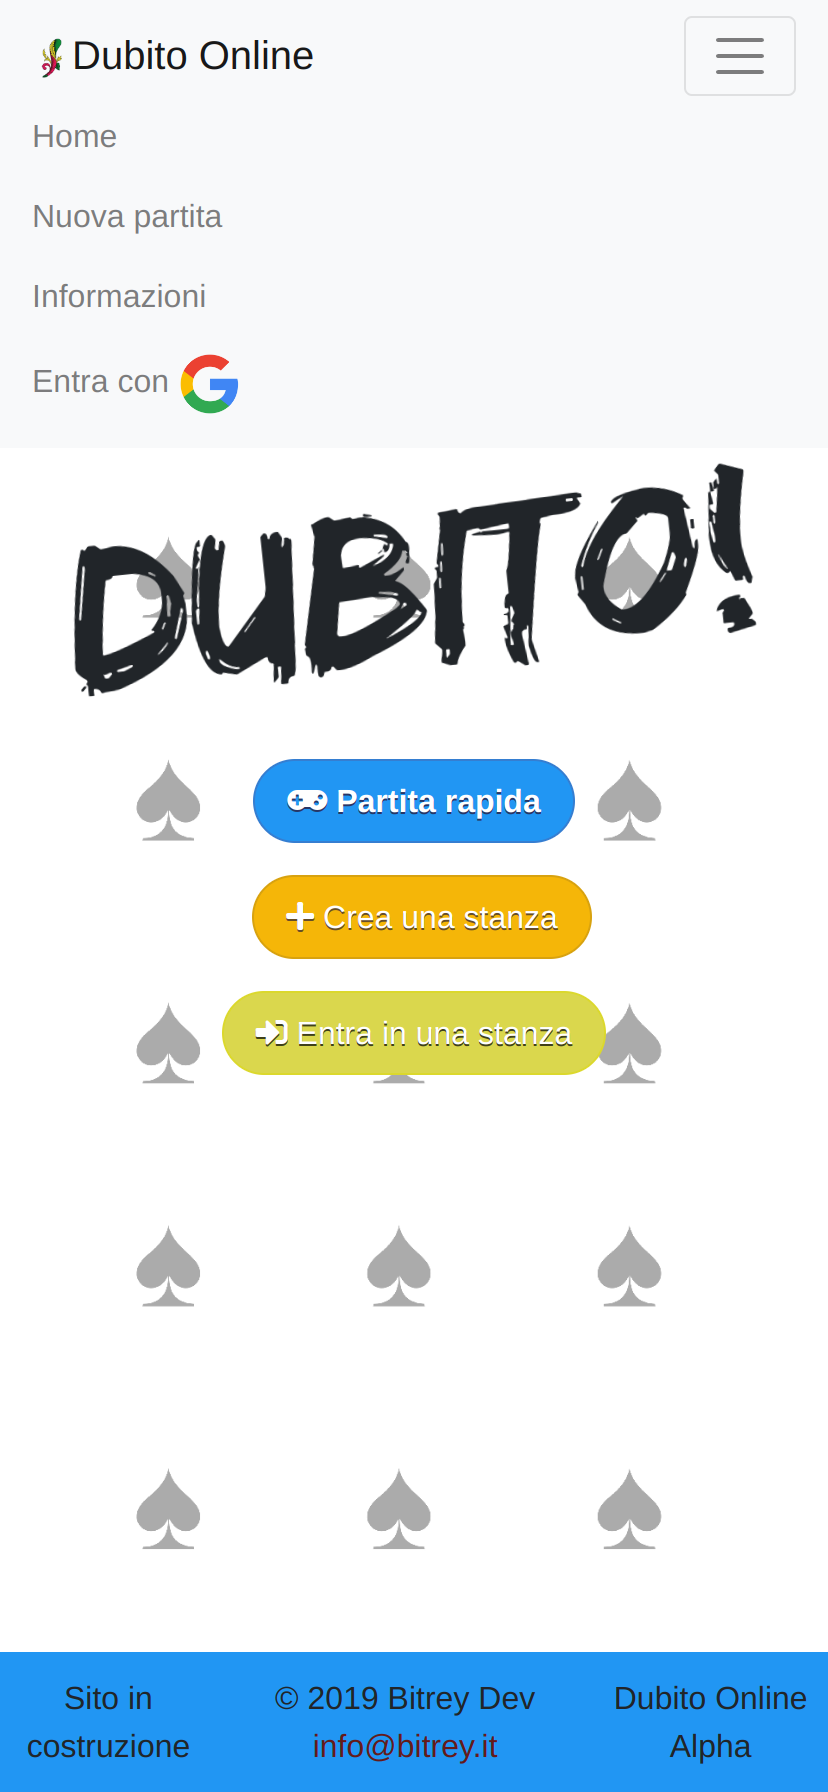 Dubito Online
Home
Nuova partita
Informazioni
Entra con
DUBITO!
Partita rapida
Crea una stanza
Entra in una stanza
Sito in
costruzione
© 2019 Bitrey Dev
info@bitrey.it
Dubito Online
Alpha